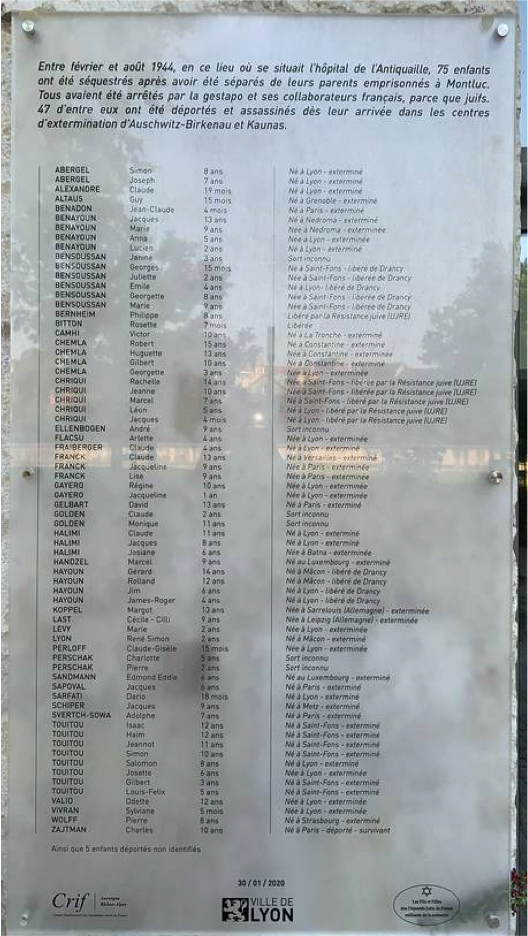 Entre février et août 1944, en ce lieu où se situait l'hôpital de l'Antiquaille, 75 enfants
ont été séquestrés après avoir été séparés de leurs parents emprisonnés à Montluc.
Tous avaient été arrêtés par la gestapo et ses collaborateurs français, parce que juifs.
47 d'entre eux ont été déportés et assassinés dès leur arrivée dans les centres
d'extermination d'Auschwitz-Birkenau et Kaunas.
ABERGEL Simon 8 ans Né à Lyon - exterminé
ABERGEL Joseph 7 ans Né à Lyon - exterminé
ALEXANDRE Claude 19 mois Né à Lyon - exterminé
ALTAUS Guy 15 mois Né à Grenoble - exterminé
BENADON Jean-Claude 4 mois Né à Paris - exterminé
BENAYOUN Jacques 13 ans Né à Nedroma - exterminé
BENAYOUN Marie 9 ans Née à Nedroma - exterminée
BENAYOUN Anna 5 ans Née à Lyon - exterminée
BENAYOUN Lucien 2 ans Né à Lyon - exterminé
BENSOUSSAN Janine 3 ans Sort inconnu
BENSOUSSAN Georges 15 mois Né à Saint-Fons - libéré de Drancy
BENSOUSSAN Juliette 2 ans Née à Saint-Fons - libérée de Drancy
BENSOUSSAN Emile 4 ans Né à Lyon - libéré de Drancy
BENSOUSSAN Georgette 8 ans Née à Saint-Fons - libérée de Drancy
BENSOUSSAN Marie 9 ans Née à Saint-Fons - libérée de Drancy
BERNHEIM Philippe 8 ans Libéré par la Résistance juive (UJRE)
BITTON Rosette 7 mois Libérée
CAMHI Victor 10 ans Né à La Tronche - exterminé
CHEMLA Robert 15 ans Né à Constantine - exterminé
CHEMLA Huguette 13 ans Née à Constantine - exterminée
CHEMLA Gilbert 10 ans Né à Constantine - exterminé
CHEMLA Georgette 3 ans Née à Lyon - exterminée
CHRIQUI Rachelle 14 ans Née à Saint-Fons - libérée par la Résistance juive (UJRE)
CHRIQUI Jeanne 10 ans Née à Saint-Fons - libérée par la Résistance juive (UJRE)
CHRIQUI Marcel 7 ans Né à Saint-Fons - libéré par la Résistance juive (UJRE)
CHRIQUI Léon 5 ans Né à Lyon - libéré par la Résistance juive (UJRE)
CHRIQUI Jacques 4 mois Né à Lyon - libéré par la Résistance juive (UJRE)
ELLENBOGEN André 9 ans Sort inconnu
FLACSU Arlette 4 ans Née à Lyon - exterminée
FRAIBERGER Claude 4 ans Né à Lyon - exterminé
FRANCK Claude 13 ans Né à Versailles - exterminé
FRANCK Jacqueline 9 ans Née à Paris - exterminée
FRANCK Lise 9 ans Née à Paris - exterminée
GAYERO Régine 10 ans Née à Lyon - exterminée
GAYERO Jacqueline 1 an Née à Lyon - exterminée
GELBART David 13 ans Né à Paris - exterminé
GOLDEN Claude 2 ans Sort inconnu
GOLDEN Monique 11 ans Sort inconnu
HALIMI Claude 11 ans Né à Lyon - exterminé
HALIMI Jacques 8 ans Né à Lyon - exterminé
HALIMI Josiane 6 ans Née à Batna - exterminée
HANDZEL Marcel 9 ans Né au Luxembourg - exterminé
HAYOUN Gérard 14 ans Né à Mâcon - libéré de Drancy
HAYOUN Rolland 12 ans Né à Mâcon - libéré de Drancy
HAYOUN Jim 6 ans Né à Lyon - libéré de Drancy
HAYOUN James-Roger 4 ans Né à Lyon - libéré de Drancy
KOPPEL Margot 13 ans Née à Sarrelouis (Allemagne) - exterminée
LAST Cécile - Cilli 9 ans Née à Leipzig (Allemagne) - exterminée
LEVY Marie 2 ans Née à Lyon - exterminée
LYON René Simon 2 ans Né à Mâcon - exterminé
PERLOFF Claude-Gisèle 15 mois Née à Lyon - exterminée
PERSCHAK Charlotte 5 ans Sort inconnu
PERSCHAK Pierre 2 ans Sort inconnu
SANDMANN Edmond Eddie 6 ans Né au Luxembourg - exterminé
SAPOVAL Jacques 6 ans Né à Paris - exterminé
SARFATI Dario 18 mois Né à Lyon - exterminé
SCHIPER Jacques 9 ans Né à Metz - exterminé
SVERTCH-SOWA Adolphe 7 ans Né à Paris - exterminé
TOUITOU Isaac 12 ans Né à Saint-Fons - exterminé
TOUITOU Haïm 12 ans Né à Saint-Fons - exterminé
TOUITOU Jeannot 11 ans Né à Saint-Fons - exterminé
TOUITOU Simon 10 ans Né à Saint-Fons - exterminé
TOUITOU Salomon 8 ans Né à Lyon - exterminé
TOUITOU Josette 6 ans Née à Lyon - exterminée
TOUITOU Gilbert 3 ans Né à Saint-Fons - exterminé
TOUITOU Louis-Felix 5 ans Né à Saint-Fons - exterminé
VALID Odette 12 ans Née à Lyon - exterminée
VIVRAN Sylviane 5 mois Née à Lyon - exterminée
WOLFF Pierre 8 ans Né à Strasbourg - exterminé
ZAJTMAN Charles 10 ans Né à Paris - déporté - survivant
Ainsi que 5 enfants déportés non identifiés
30 / 01 / 2020
Crif Auvergne
Rhône-Alpes
VILLE DE
LYON
Les Fils et Filles
des Déportés Juifs de France